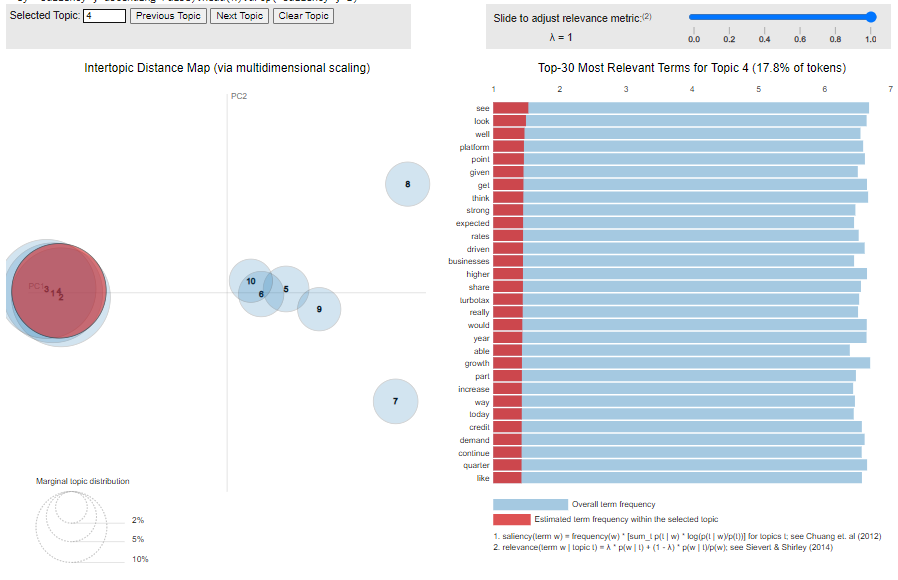 Selected Topic: 4 Previous Topic Next Topic Clear Topic
Slide to adjust relevance metric:(2)
λ = 1
0.0 0.2 0.4 0.6 0.8 1.0
Intertopic Distance Map (via multidimensional scaling)
PC2
8
PC1
3
1
4
2
10
6
5
9
7
Marginal topic distribution
2%
5%
10%
Top-30 Most Relevant Terms for Topic 4 (17.8% of tokens)
1 2 3 4 5 6 7
see
look
well
platform
point
given
get
think
strong
expected
rates
driven
businesses
higher
share
turbotax
really
would
year
able
growth
part
increase
way
today
credit
demand
continue
quarter
like
Overall term frequency
Estimated term frequency within the selected topic
1. saliency(term w) = frequency(w) * [sum_t p(t | w) * log(p(t | w)/p(t))] for topics t; see Chuang et. al (2012)
2. relevance(term w | topic t) = λ * p(w | t) + (1 - λ) * p(w | t)/p(w); see Sievert & Shirley (2014)